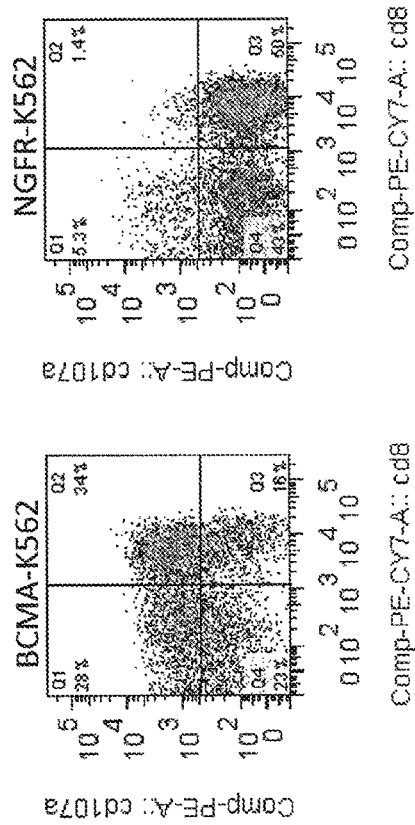 BCMA-K562
Q1
28%
Q2
34%
Q3
16%
Q4
23%
10^5
10^4
10^3
10^2
0
Comp-PE-A:: cd107a
0 10^2 10^3 10^4 10^5
Comp-PE-CY7-A:: cd8
NGFR-K562
Q1
5.3%
Q2
1.4%
Q3
50%
Q4
43%
10^5
10^4
10^3
10^2
0
Comp-PE-A:: cd107a
0 10^2 10^3 10^4 10^5
Comp-PE-CY7-A:: cd8